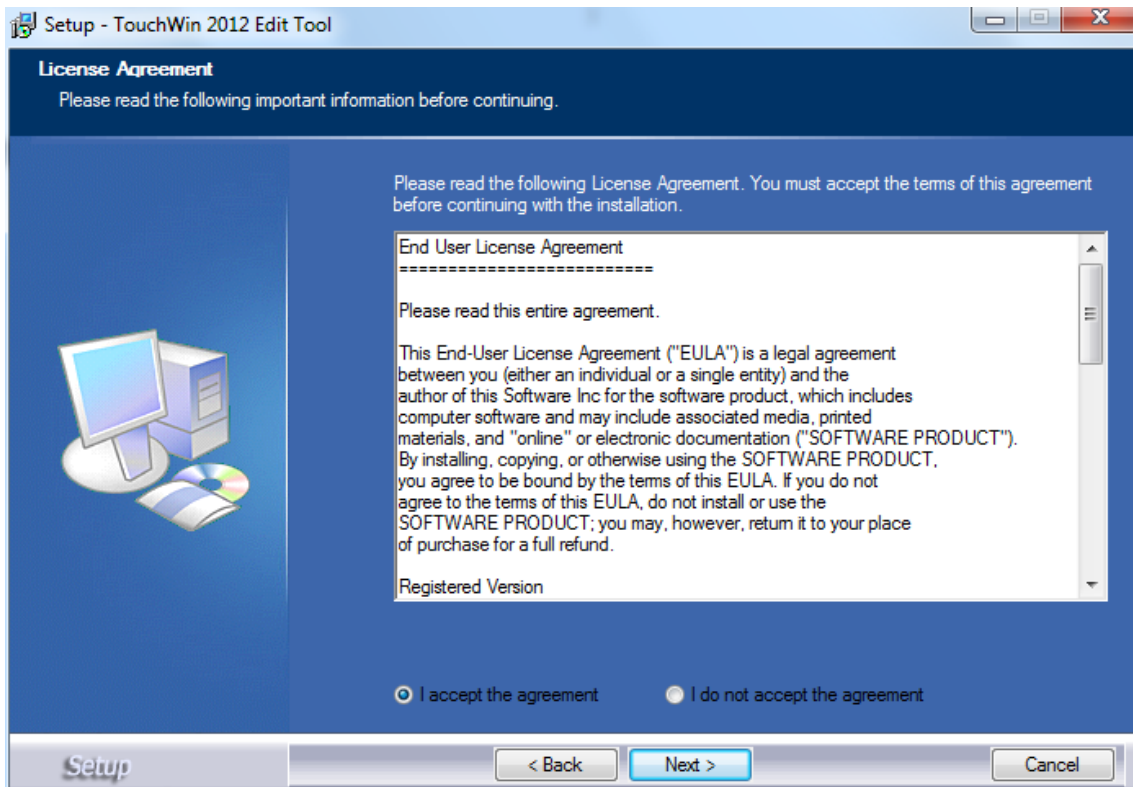 Setup - TouchWin 2012 Edit Tool
License Agreement
Please read the following important information before continuing.
Please read the following License Agreement. You must accept the terms of this agreement
before continuing with the installation.
End User License Agreement
==========================
Please read this entire agreement.
This End-User License Agreement ("EULA") is a legal agreement
between you (either an individual or a single entity) and the
author of this Software Inc for the software product, which includes
computer software and may include associated media, printed
materials, and "online" or electronic documentation ("SOFTWARE PRODUCT").
By installing, copying, or otherwise using the SOFTWARE PRODUCT,
you agree to be bound by the terms of this EULA. If you do not
agree to the terms of this EULA, do not install or use the
SOFTWARE PRODUCT; you may, however, return it to your place
of purchase for a full refund.
Registered Version
I accept the agreement
I do not accept the agreement
Setup
< Back
Next >
Cancel